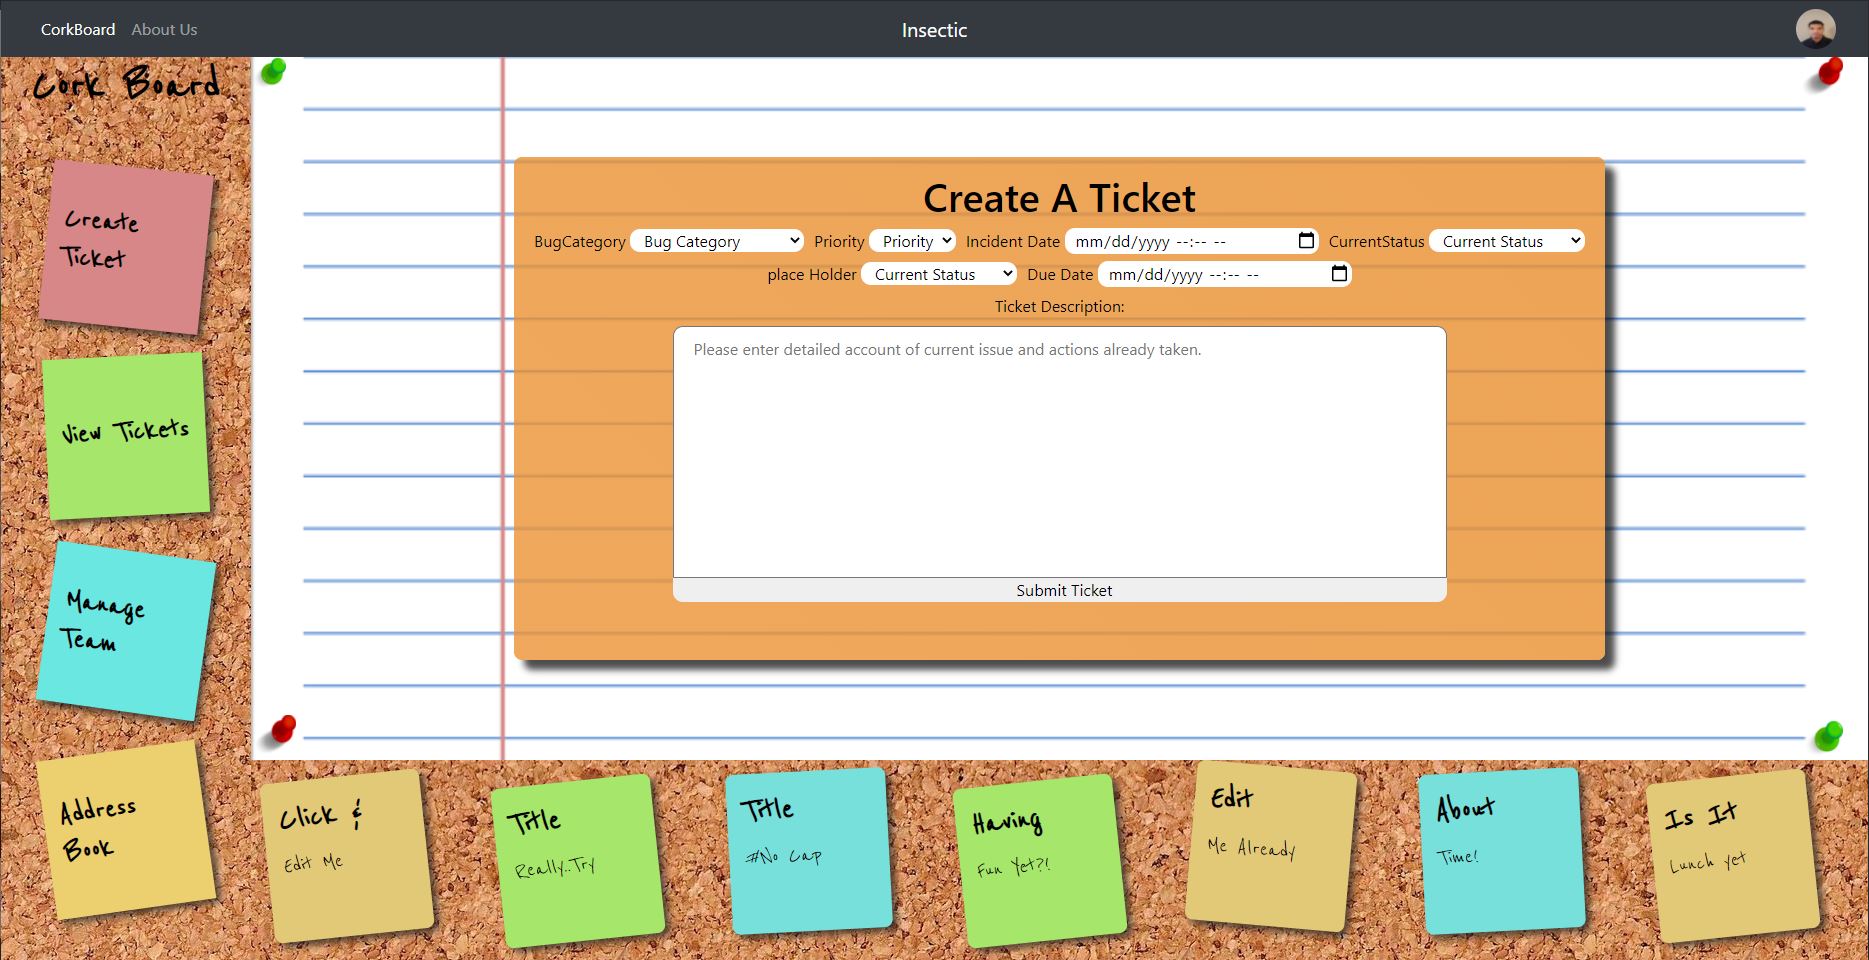 CorkBoard About Us Insectic
Cork Board
Create
Ticket
View Tickets
Manage
Team
Address
Book
Create A Ticket
BugCategory Bug Category Priority Priority Incident Date mm/dd/yyyy --:-- -- CurrentStatus Current Status
place Holder Current Status Due Date mm/dd/yyyy --:-- --
Ticket Description:
Please enter detailed account of current issue and actions already taken.
Submit Ticket
Click &
Edit Me
Title
Really..Try
Title
#No Cap
Having
Fun Yet?!
Edit
Me Already
About
Time!
Is It
Lunch yet